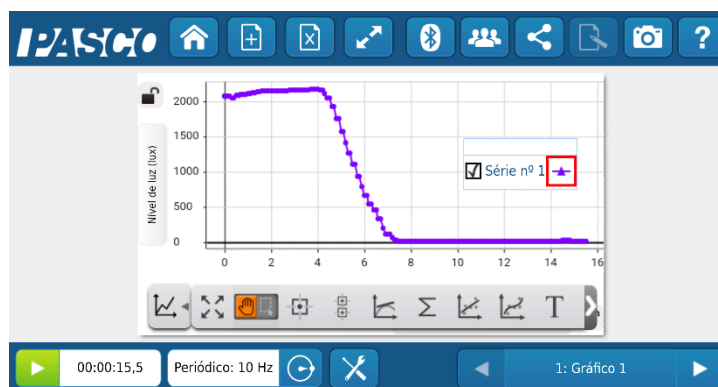 PASCO
?
2000
1500
1000
500
0
Nível de luz (lux)
Série nº 1
0 2 4 6 8 10 12 14 16
Σ T
00:00:15,5 Periódico: 10 Hz 1: Gráfico 1